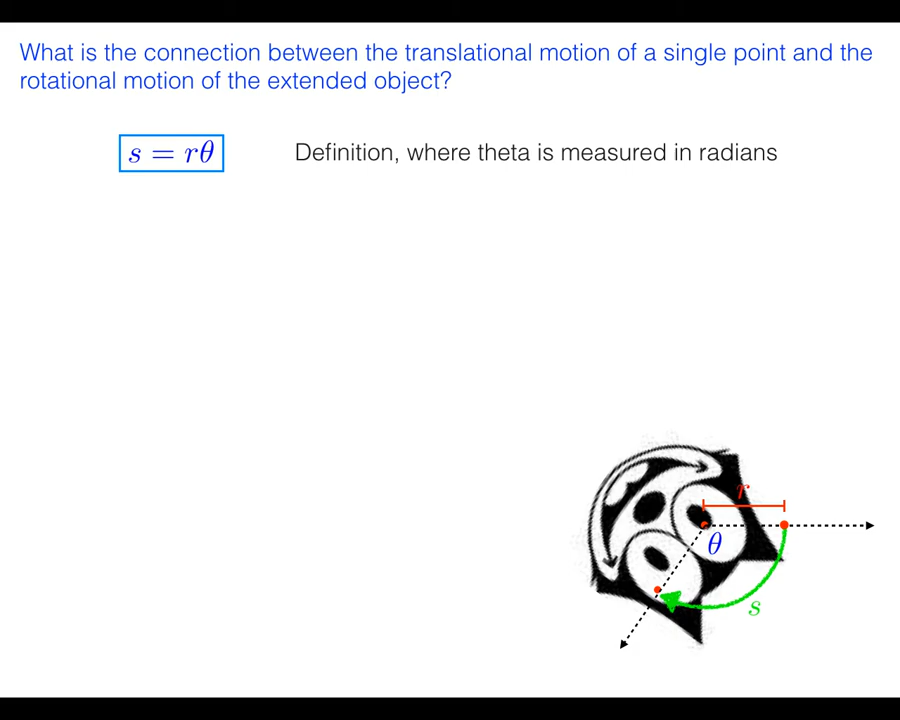 What is the connection between the translational motion of a single point and the
rotational motion of the extended object?
s = rθ
Definition, where theta is measured in radians
r
θ
s